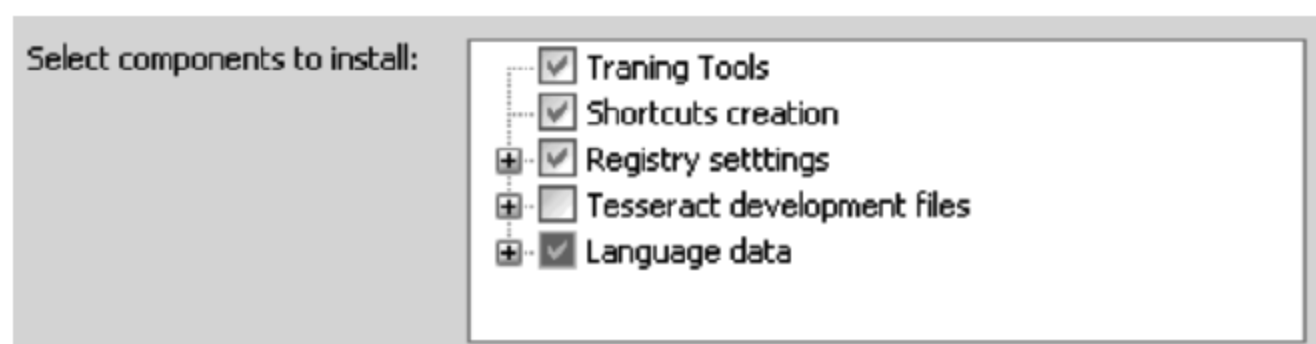 Select components to install:
Traning Tools
Shortcuts creation
Registry setttings
Tesseract development files
Language data